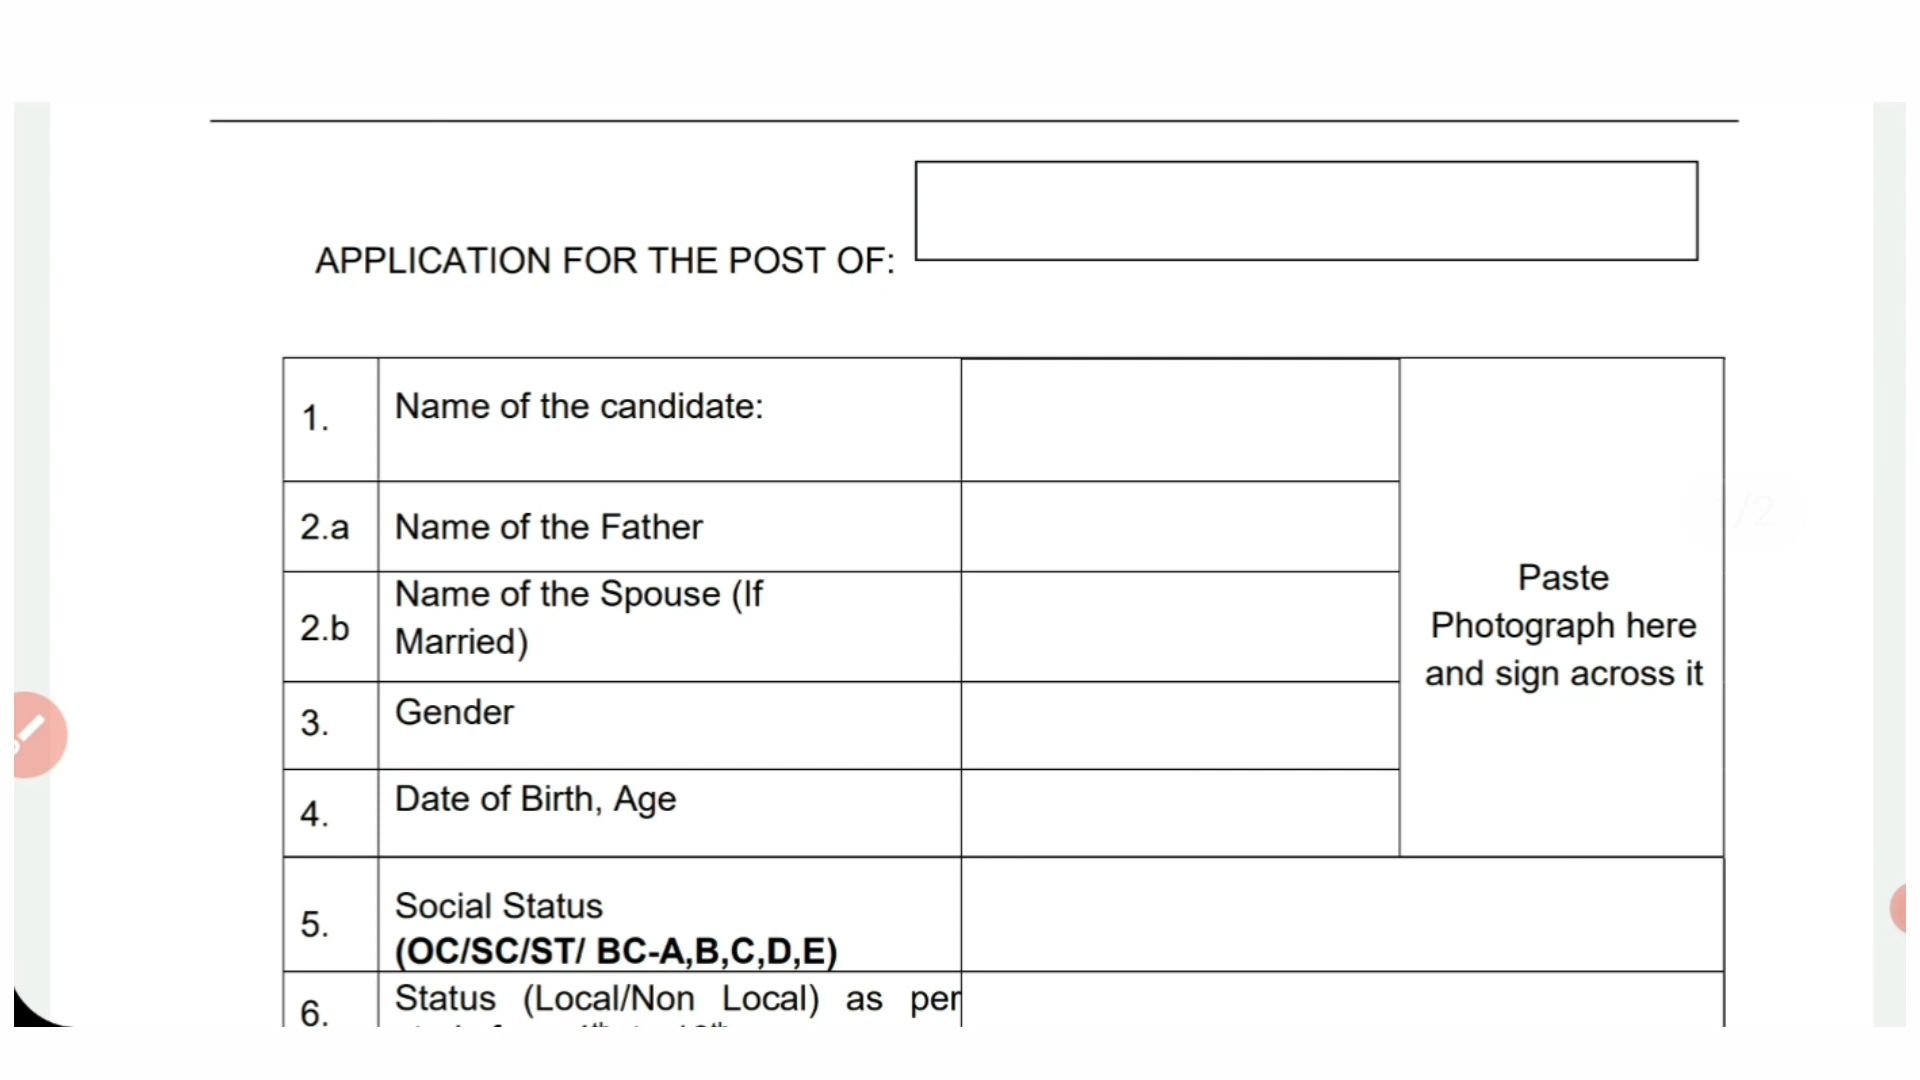 APPLICATION FOR THE POST OF:
1. Name of the candidate:
2.a Name of the Father
2.b Name of the Spouse (If
Married)
3. Gender
4. Date of Birth, Age
Paste
Photograph here
and sign across it
5. Social Status
(OC/SC/ST/ BC-A,B,C,D,E)
6. Status (Local/Non Local) as per
1/2